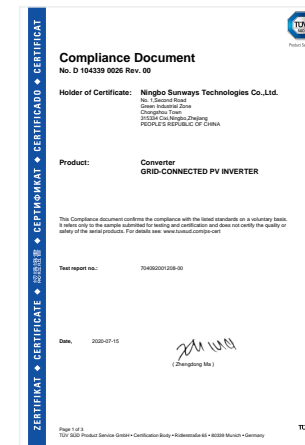 TÜV
Product Se
ZERTIFIKAT ◆ CERTIFICATE ◆ 認證證書 ◆ СЕРТИФИКАТ ◆ CERTIFICADO ◆ CERTIFICAT
Compliance Document
No. D 104339 0026 Rev. 00
Holder of Certificate: Ningbo Sunways Technologies Co.,Ltd.
No. 1,Second Road
Green Industrial Zone
Chongshou Town
315334 Cixi,Ningbo,Zhejiang
PEOPLE'S REPUBLIC OF CHINA
Product: Converter
GRID-CONNECTED PV INVERTER
This Compliance document confirms the compliance with the listed standards on a voluntary basis.
It refers only to the sample submitted for testing and certification and does not certify the quality or
safety of the serial products. For details see: www.tuvsud.com/ps-cert
Test report no.: 704092001208-00
Date, 2020-07-15
( Zhengdong Ma )
Page 1 of 3
TÜV SÜD Product Service GmbH • Certification Body • Ridlerstraße 65 • 80339 Munich • Germany